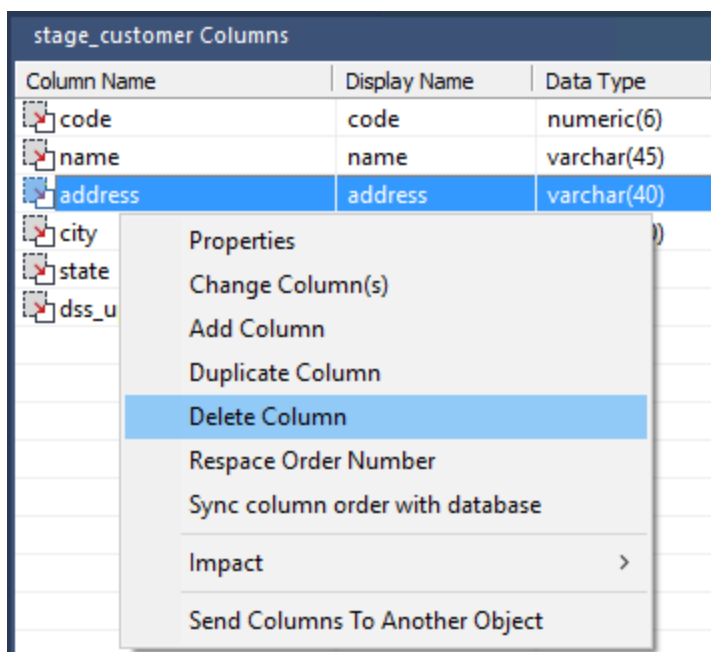 stage_customer Columns
Column Name Display Name Data Type
code code numeric(6)
name name varchar(45)
address address varchar(40)
city
Properties
state
Change Column(s)
Add Column
Duplicate Column
Delete Column
Respace Order Number
Sync column order with database
Impact
Send Columns To Another Object